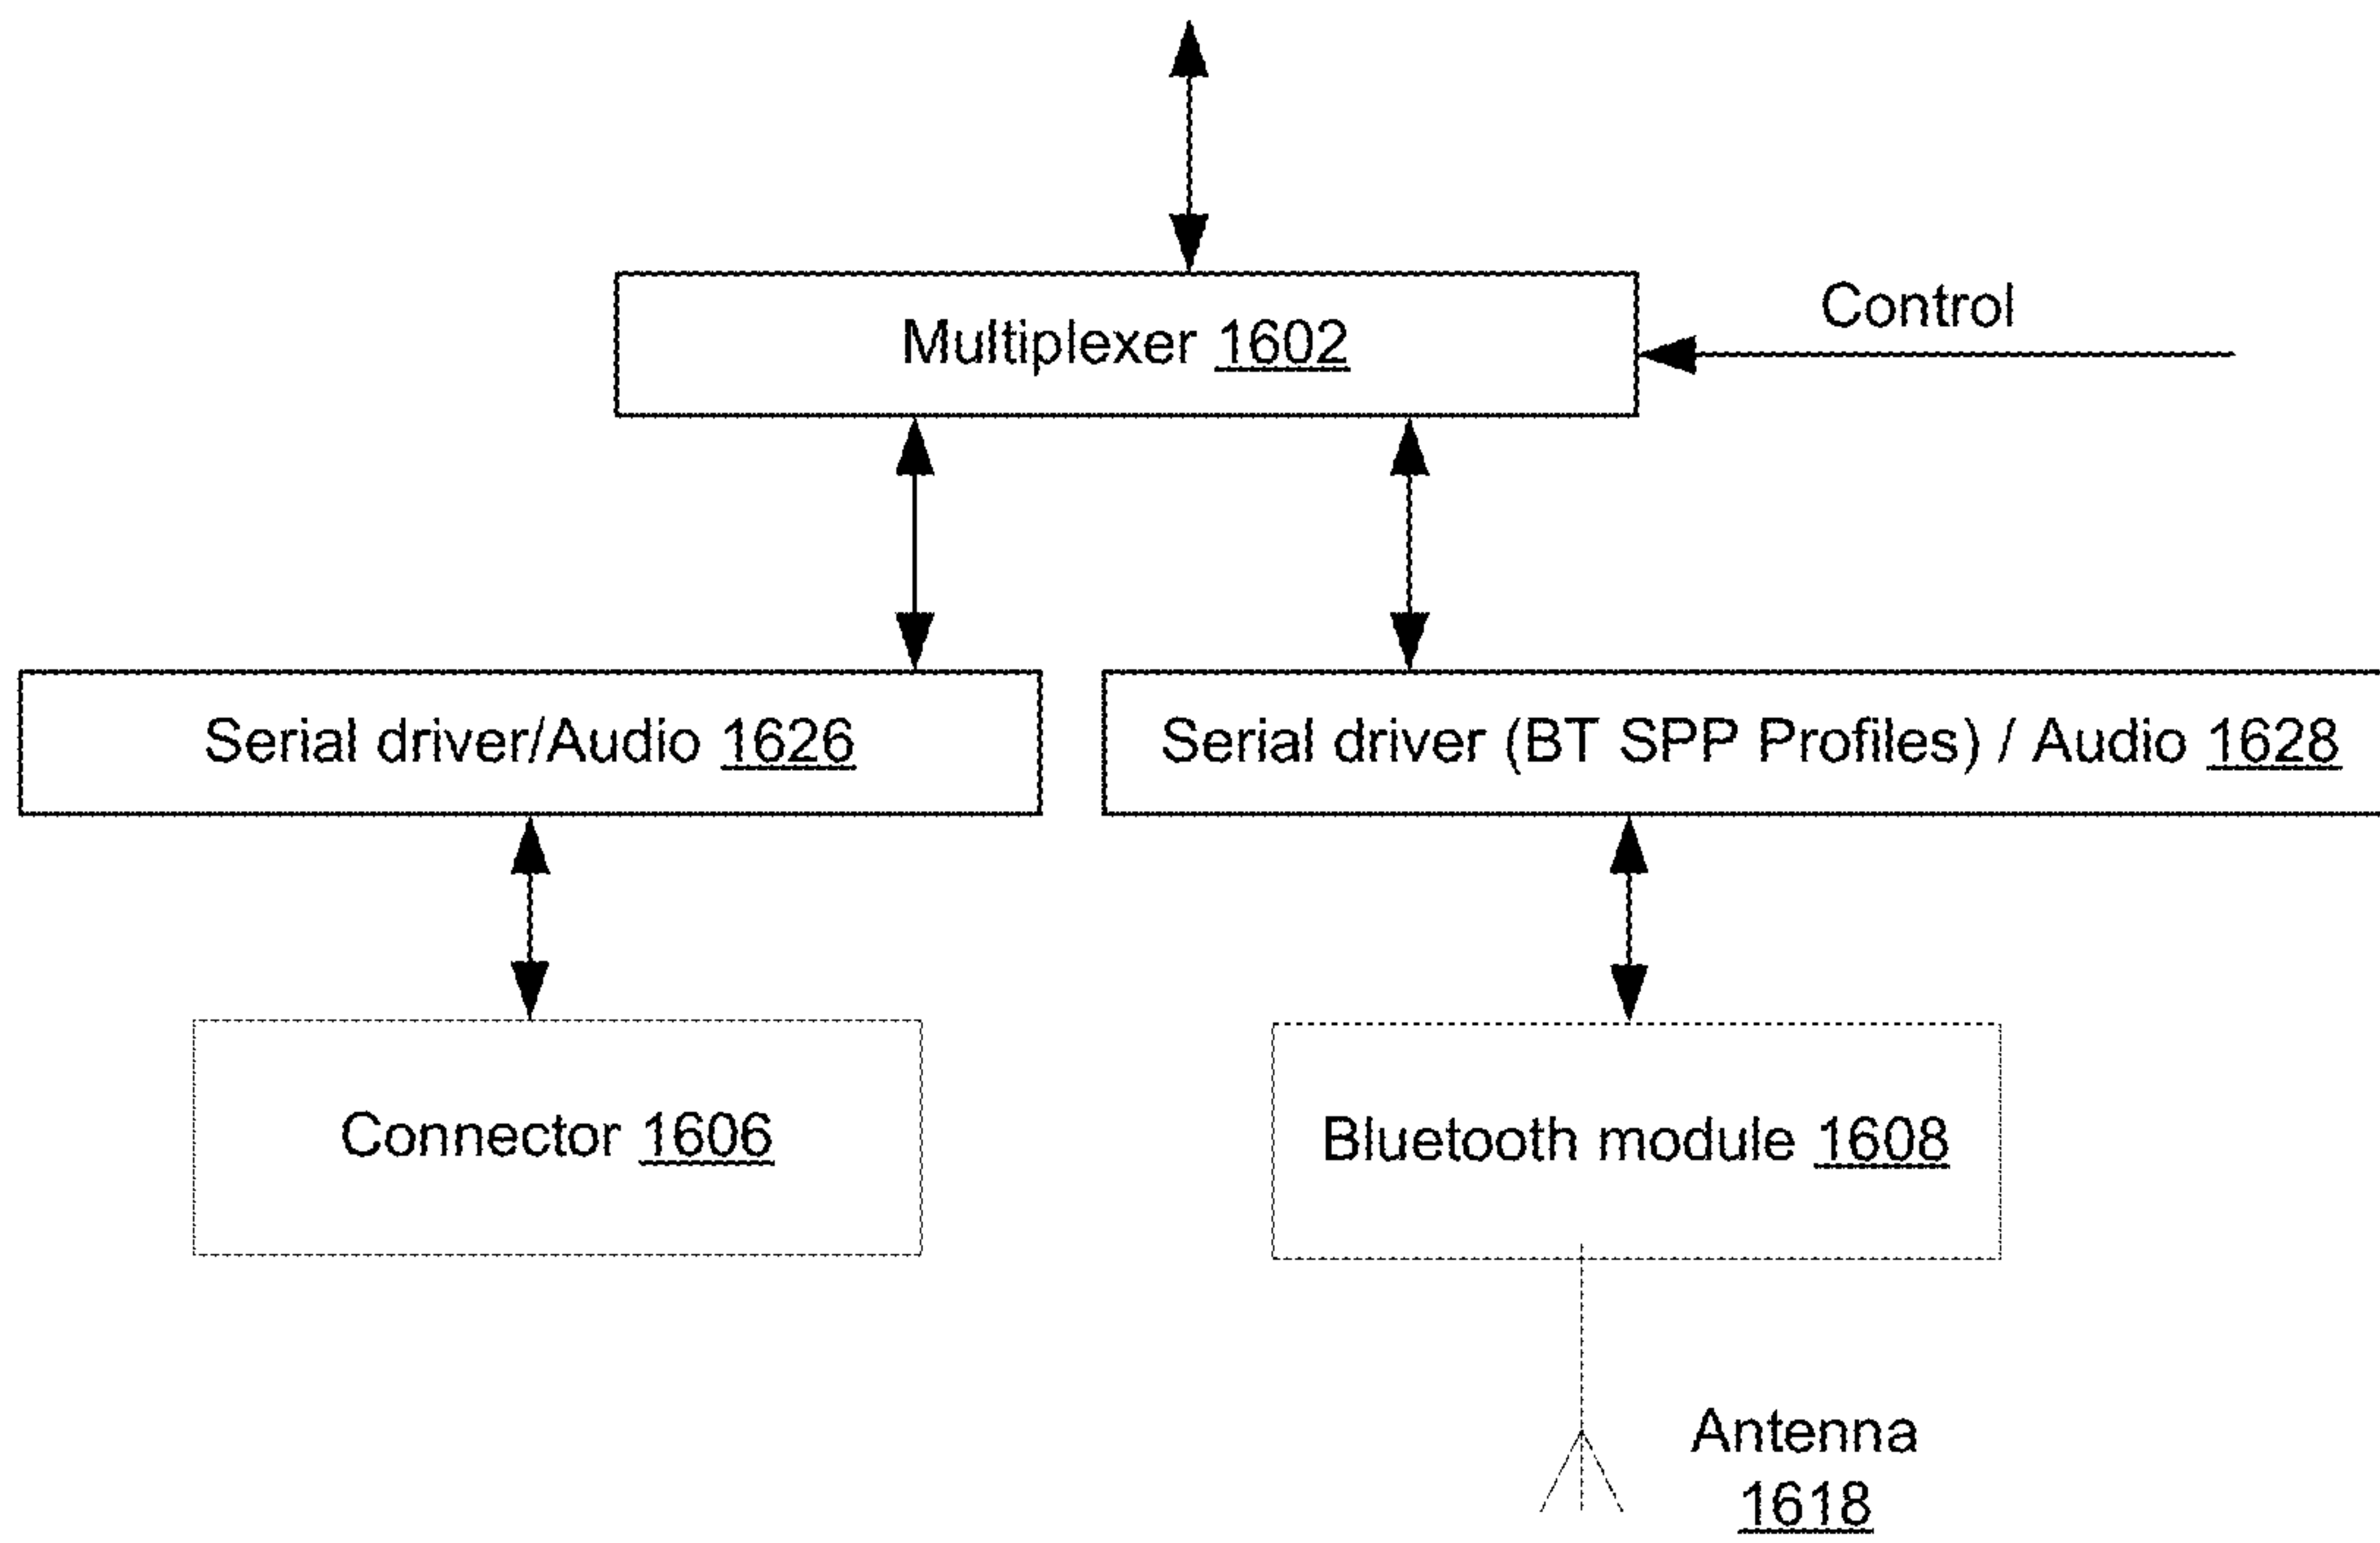 Control
Multiplexer 1602
Serial driver/Audio 1626
Serial driver (BT SPP Profiles) / Audio 1628
Connector 1606
Bluetooth module 1608
Antenna
1618